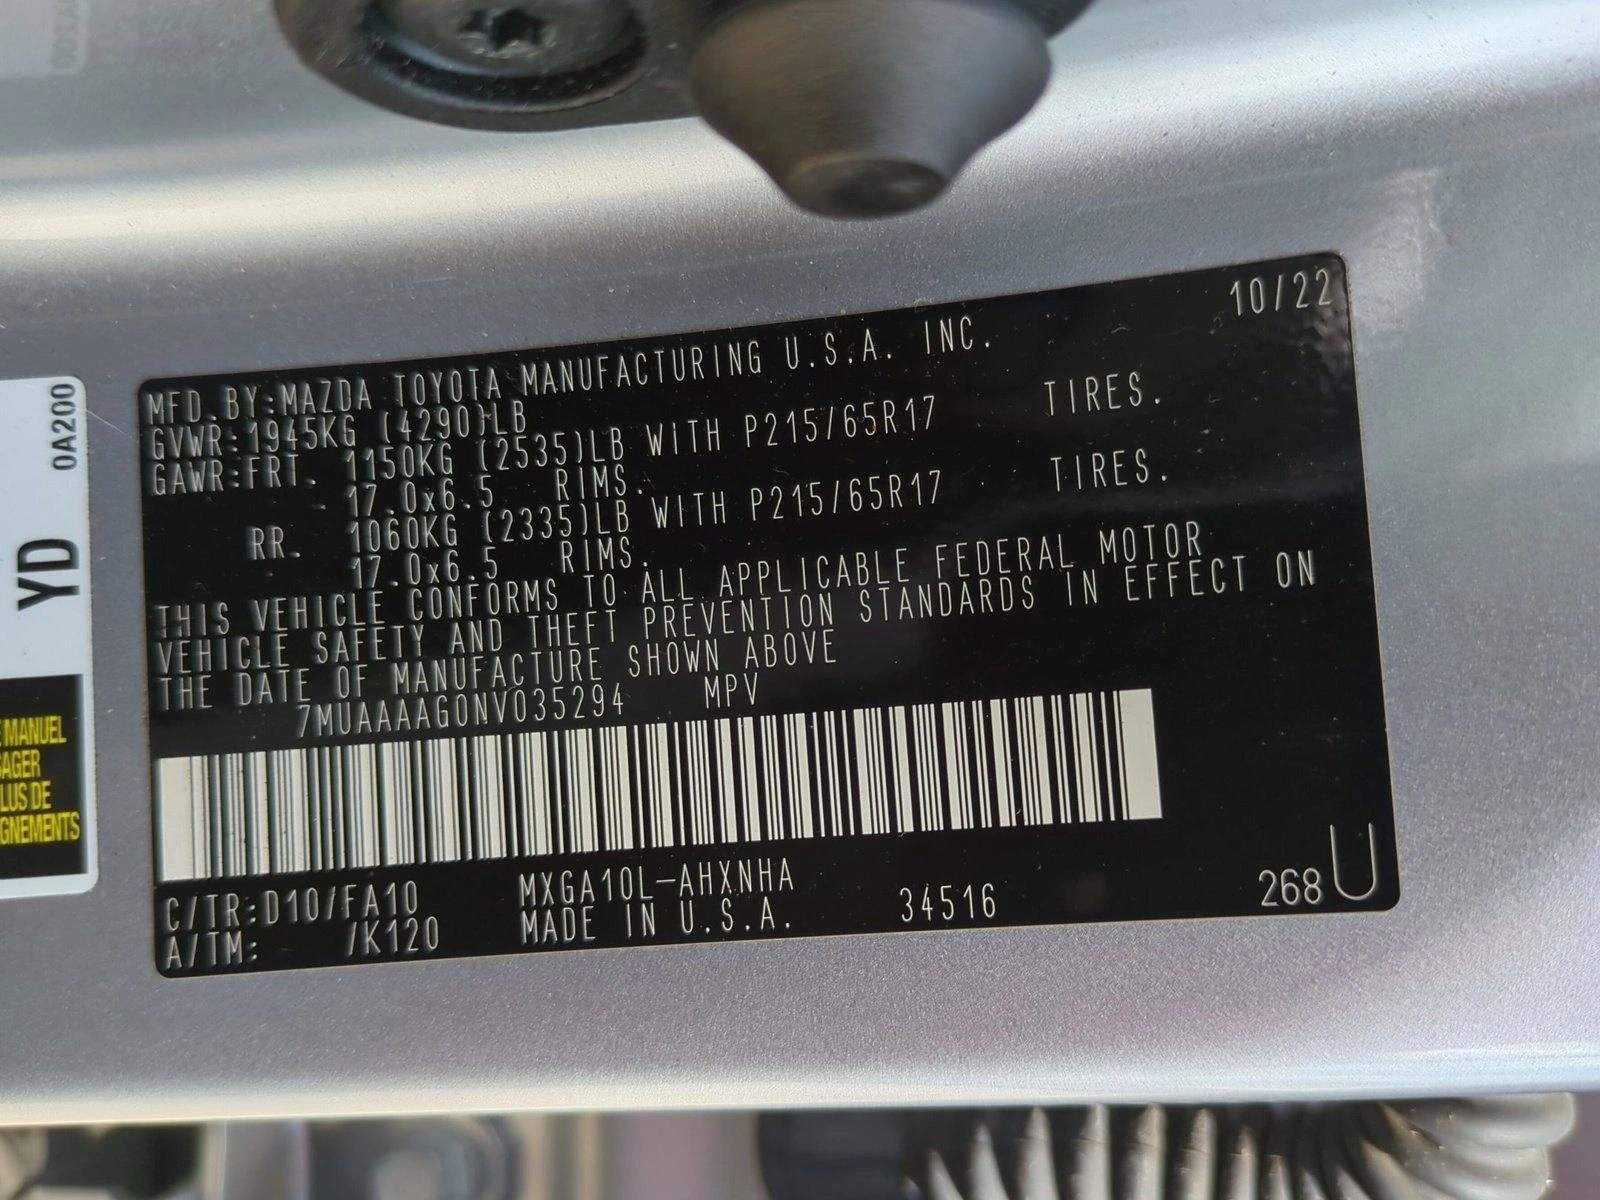 0A200
YD
MANUEL
AGER
LUS DE
GNEMENTS
10/22
MFD.BY:MAZDA TOYOTA MANUFACTURING U.S.A. INC.
GVWR:1945KG (4290)LB
GAWR:FRT. 1150KG (2535)LB WITH P215/65R17 TIRES.
17.0x6.5 RIMS.
RR. 1060KG (2335)LB WITH P215/65R17 TIRES.
17.0x6.5 RIMS.
THIS VEHICLE CONFORMS TO ALL APPLICABLE FEDERAL MOTOR
VEHICLE SAFETY AND THEFT PREVENTION STANDARDS IN EFFECT ON
THE DATE OF MANUFACTURE SHOWN ABOVE
7MUAAAAG0NV035294 MPV
C/TR:D10/FA10 MXGA10L-AHXNHA
A/TM: /K120 MADE IN U.S.A. 34516 268 U